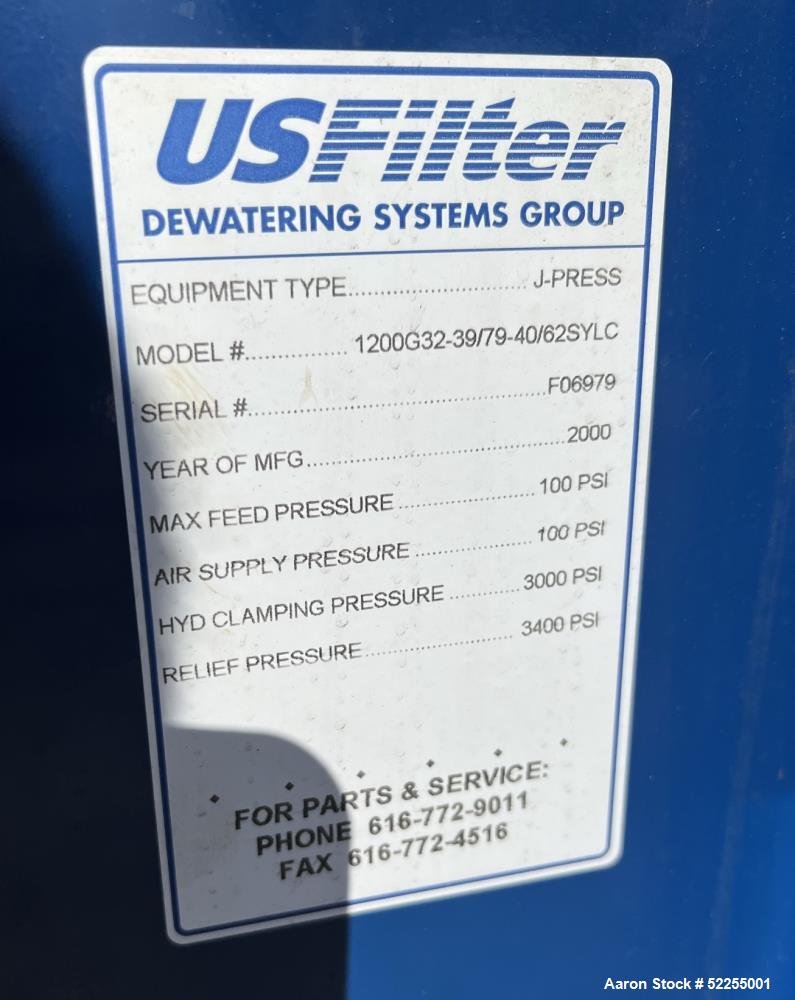 USFilter
DEWATERING SYSTEMS GROUP
EQUIPMENT TYPE.............................. J-PRESS
MODEL #................ 1200G32-39/79-40/62SYLC
SERIAL #..................................................F06979
YEAR OF MFG...........................................2000
MAX FEED PRESSURE.......................100 PSI
AIR SUPPLY PRESSURE....................100 PSI
HYD CLAMPING PRESSURE............3000 PSI
RELIEF PRESSURE......................... 3400 PSI
FOR PARTS & SERVICE:
PHONE 616-772-9011
FAX 616-772-4516
Aaron Stock # 52255001